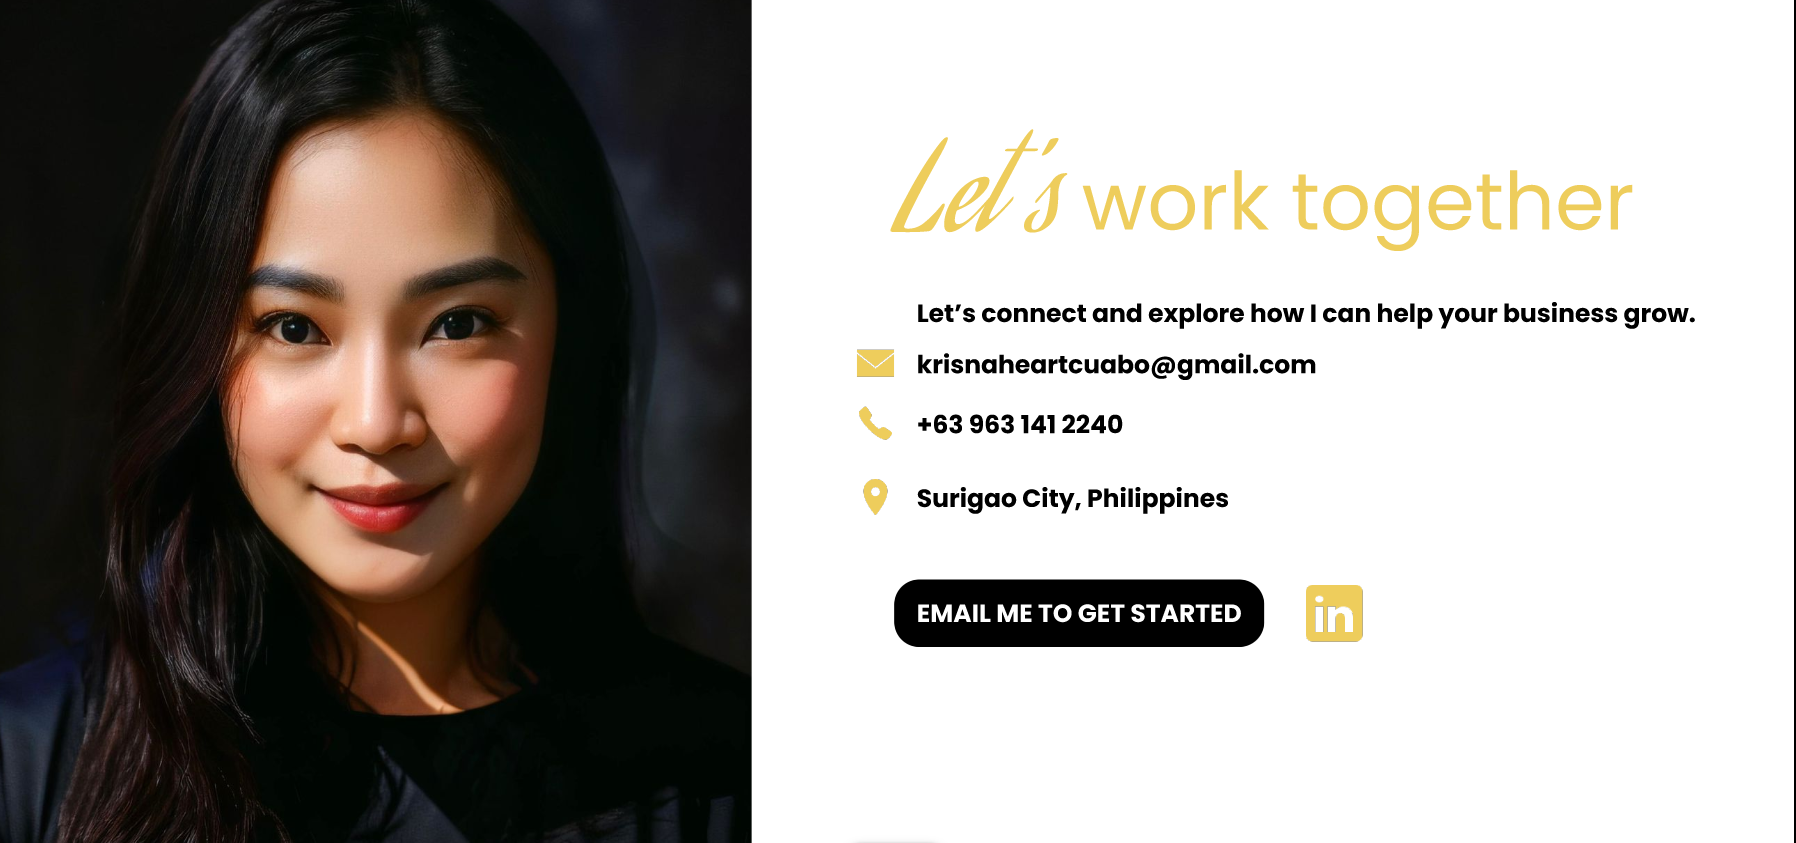 Let's work together
Let’s connect and explore how I can help your business grow.
krisnaheartcuabo@gmail.com
+63 963 141 2240
Surigao City, Philippines
EMAIL ME TO GET STARTED
in